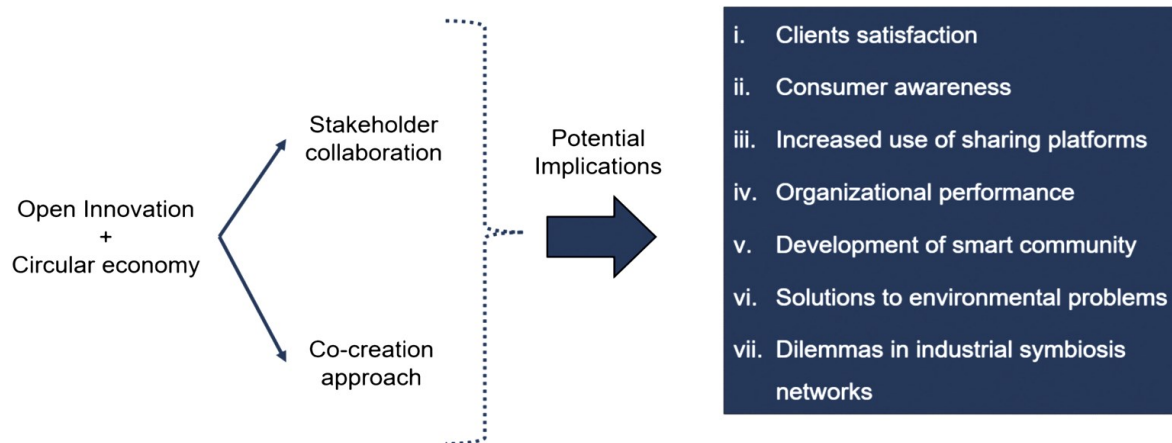 Open Innovation
+
Circular economy
Stakeholder
collaboration
Co-creation
approach
Potential
Implications
i. Clients satisfaction
ii. Consumer awareness
iii. Increased use of sharing platforms
iv. Organizational performance
v. Development of smart community
vi. Solutions to environmental problems
vii. Dilemmas in industrial symbiosis
networks